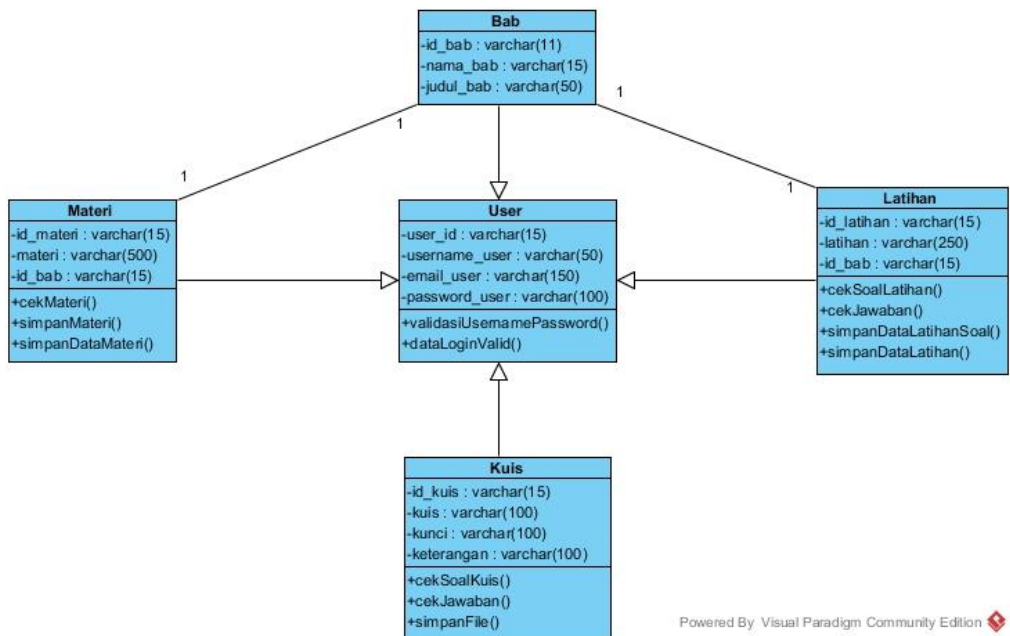 Bab
-id_bab : varchar(11)
-nama_bab : varchar(15)
-judul_bab : varchar(50)
1
1
1
1
Materi
-id_materi : varchar(15)
-materi : varchar(500)
-id_bab : varchar(15)
+cekMateri()
+simpanMateri()
+simpanDataMateri()
User
-user_id : varchar(15)
-username_user : varchar(50)
-email_user : varchar(150)
-password_user : varchar(100)
+validasiUsernamePassword()
+dataLoginValid()
Latihan
-id_latihan : varchar(15)
-latihan : varchar(250)
-id_bab : varchar(15)
+cekSoalLatihan()
+cekJawaban()
+simpanDataLatihanSoal()
+simpanDataLatihan()
Kuis
-id_kuis : varchar(15)
-kuis : varchar(100)
-kunci : varchar(100)
-keterangan : varchar(100)
+cekSoalKuis()
+cekJawaban()
+simpanFile()
Powered By Visual Paradigm Community Edition